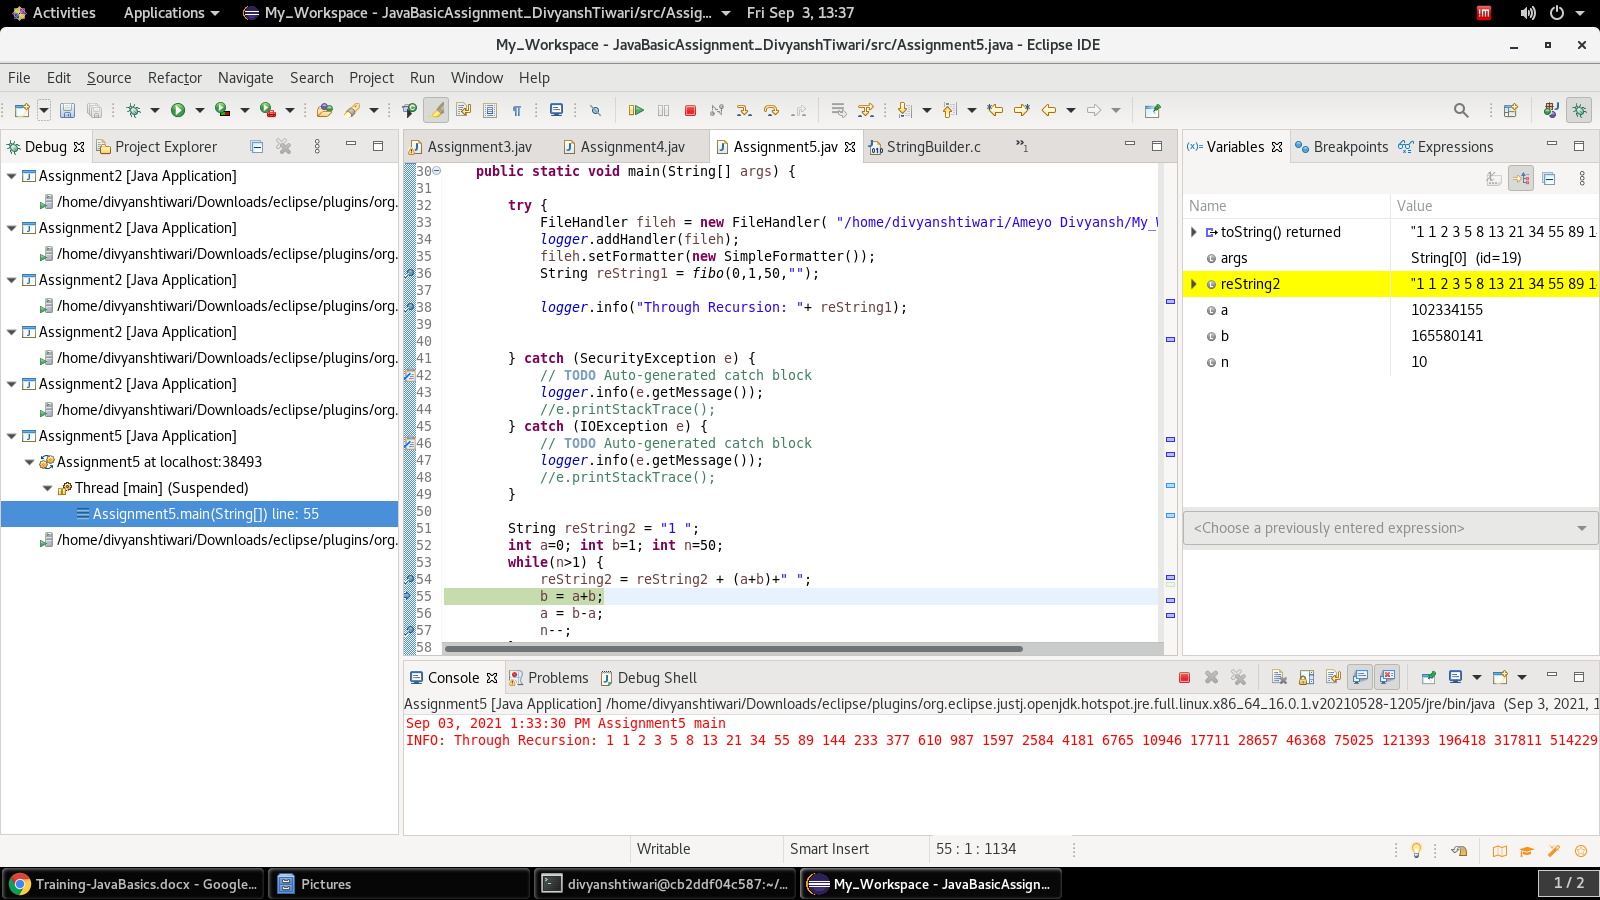 Activities Applications My_Workspace - JavaBasicAssignment_DivyanshTiwari/src/Assig... Fri Sep 3, 13:37
My_Workspace - JavaBasicAssignment_DivyanshTiwari/src/Assignment5.java - Eclipse IDE
File Edit Source Refactor Navigate Search Project Run Window Help
Debug Project Explorer
Assignment2 [Java Application]
/home/divyanshtiwari/Downloads/eclipse/plugins/org.
Assignment2 [Java Application]
/home/divyanshtiwari/Downloads/eclipse/plugins/org.
Assignment2 [Java Application]
/home/divyanshtiwari/Downloads/eclipse/plugins/org.
Assignment2 [Java Application]
/home/divyanshtiwari/Downloads/eclipse/plugins/org.
Assignment2 [Java Application]
/home/divyanshtiwari/Downloads/eclipse/plugins/org.
Assignment5 [Java Application]
Assignment5 at localhost:38493
Thread [main] (Suspended)
Assignment5.main(String[]) line: 55
/home/divyanshtiwari/Downloads/eclipse/plugins/org.
Assignment3.jav Assignment4.jav Assignment5.jav StringBuilder.c »1
30 public static void main(String[] args) {
31
32 try {
33 FileHandler fileh = new FileHandler( "/home/divyanshtiwari/Ameyo Divyansh/My_W
34 logger.addHandler(fileh);
35 fileh.setFormatter(new SimpleFormatter());
36 String reString1 = fibo(0,1,50,"");
37
38 logger.info("Through Recursion: "+ reString1);
39
40
41 } catch (SecurityException e) {
42 // TODO Auto-generated catch block
43 logger.info(e.getMessage());
44 //e.printStackTrace();
45 } catch (IOException e) {
46 // TODO Auto-generated catch block
47 logger.info(e.getMessage());
48 //e.printStackTrace();
49 }
50
51 String reString2 = "1 ";
52 int a=0; int b=1; int n=50;
53 while(n>1) {
54 reString2 = reString2 + (a+b)+" ";
55 b = a+b;
56 a = b-a;
57 n--;
58
(x)= Variables Breakpoints Expressions
Name Value
toString() returned "1 1 2 3 5 8 13 21 34 55 89 1
args String[0] (id=19)
reString2 "1 1 2 3 5 8 13 21 34 55 89 1
a 102334155
b 165580141
n 10
<Choose a previously entered expression>
Console Problems Debug Shell
Assignment5 [Java Application] /home/divyanshtiwari/Downloads/eclipse/plugins/org.eclipse.justj.openjdk.hotspot.jre.full.linux.x86_64_16.0.1.v20210528-1205/jre/bin/java (Sep 3, 2021, 1
Sep 03, 2021 1:33:30 PM Assignment5 main
INFO: Through Recursion: 1 1 2 3 5 8 13 21 34 55 89 144 233 377 610 987 1597 2584 4181 6765 10946 17711 28657 46368 75025 121393 196418 317811 514229
Writable Smart Insert 55 : 1 : 1134
Training-JavaBasics.docx - Google... Pictures divyanshtiwari@cb2ddf04c587:~/... My_Workspace - JavaBasicAssign... 1 / 2